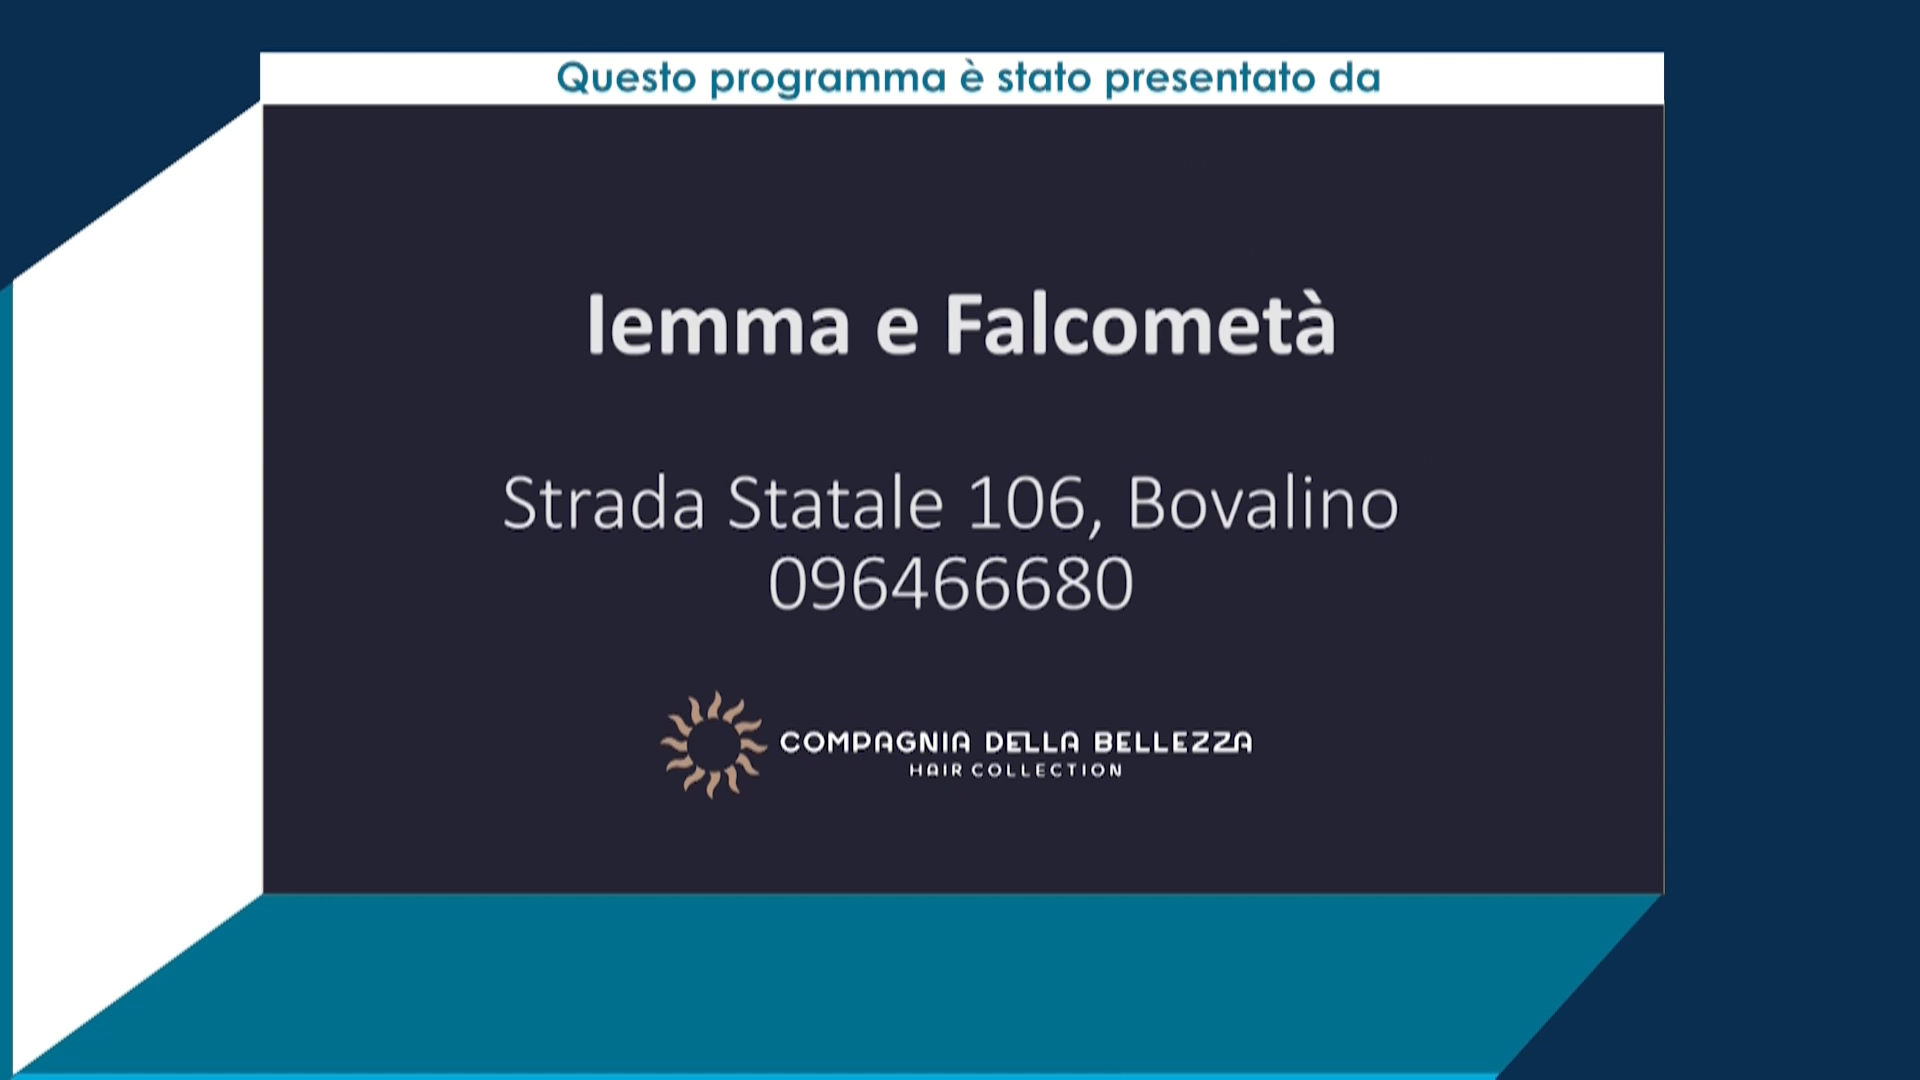 Questo programma è stato presentato da
Iemma e Falcometà
Strada Statale 106, Bovalino
096466680
COMPAGNIA DELLA BELLEZZA
HAIR COLLECTION